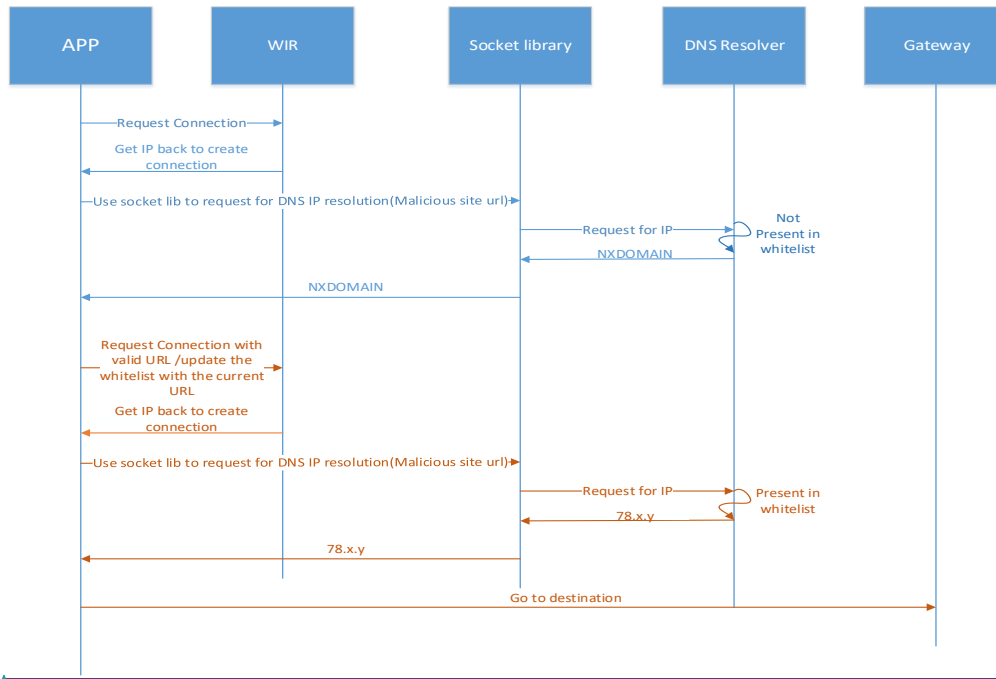 APP
WIR
Socket library
DNS Resolver
Gateway
Request Connection
Get IP back to create
connection
Use socket lib to request for DNS IP resolution(Malicious site url)
Request for IP
Not
Present in
whitelist
NXDOMAIN
NXDOMAIN
Request Connection with
valid URL /update the
whitelist with the current
URL
Get IP back to create
connection
Use socket lib to request for DNS IP resolution(Malicious site url)
Request for IP
Present in
whitelist
78.x.y
78.x.y
Go to destination